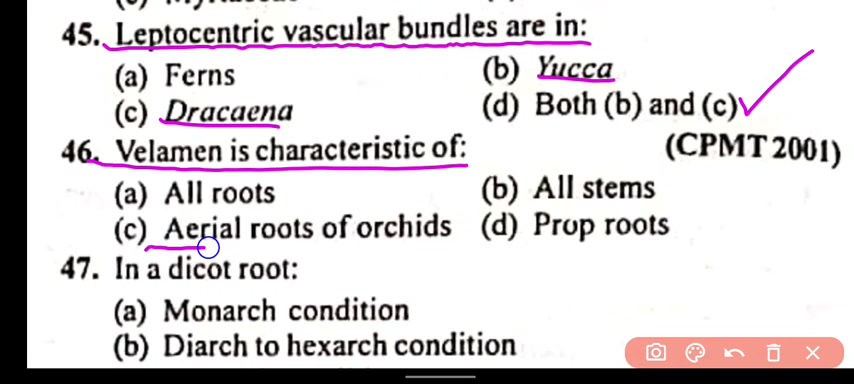 45. Leptocentric vascular bundles are in:
(a) Ferns (b) Yucca
(c) Dracaena (d) Both (b) and (c)
46. Velamen is characteristic of: (CPMT 2001)
(a) All roots (b) All stems
(c) Aerial roots of orchids (d) Prop roots
47. In a dicot root:
(a) Monarch condition
(b) Diarch to hexarch condition